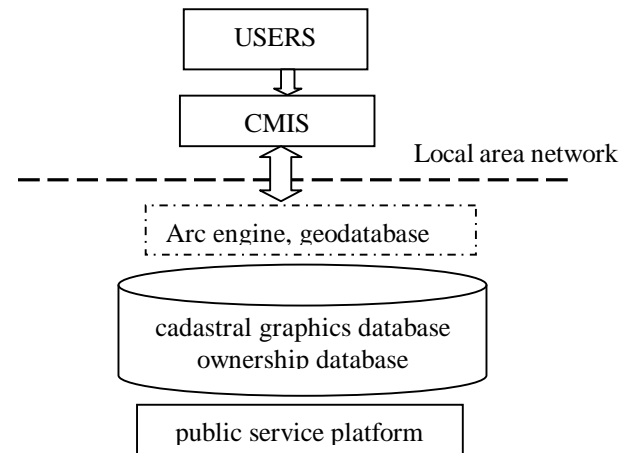 USERS
CMIS
Local area network
Arc engine, geodatabase
cadastral graphics database
ownership database
public service platform